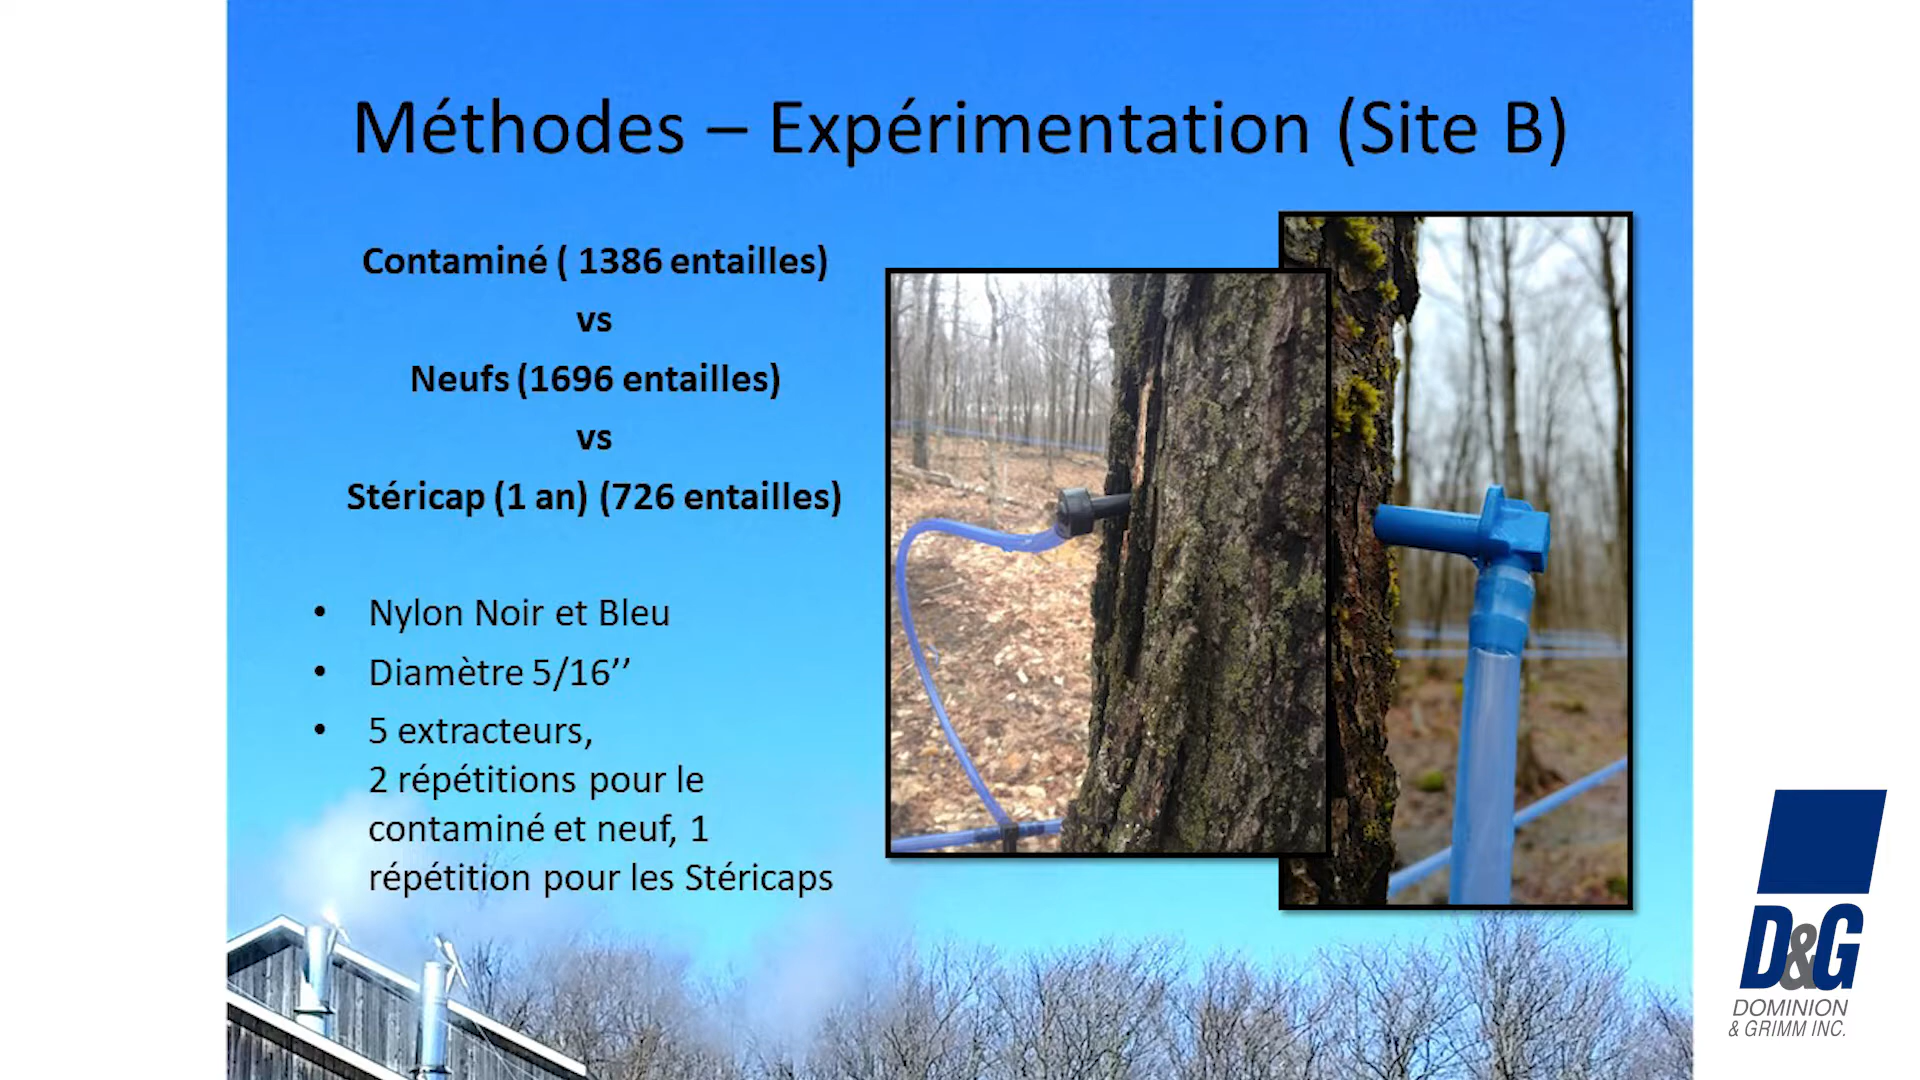 Méthodes – Expérimentation (Site B)
Contaminé ( 1386 entailles)
vs
Neufs (1696 entailles)
vs
Stéricap (1 an) (726 entailles)
• Nylon Noir et Bleu
• Diamètre 5/16’’
• 5 extracteurs,
2 répétitions pour le
contaminé et neuf, 1
répétition pour les Stéricaps
D&G
DOMINION
& GRIMM INC.